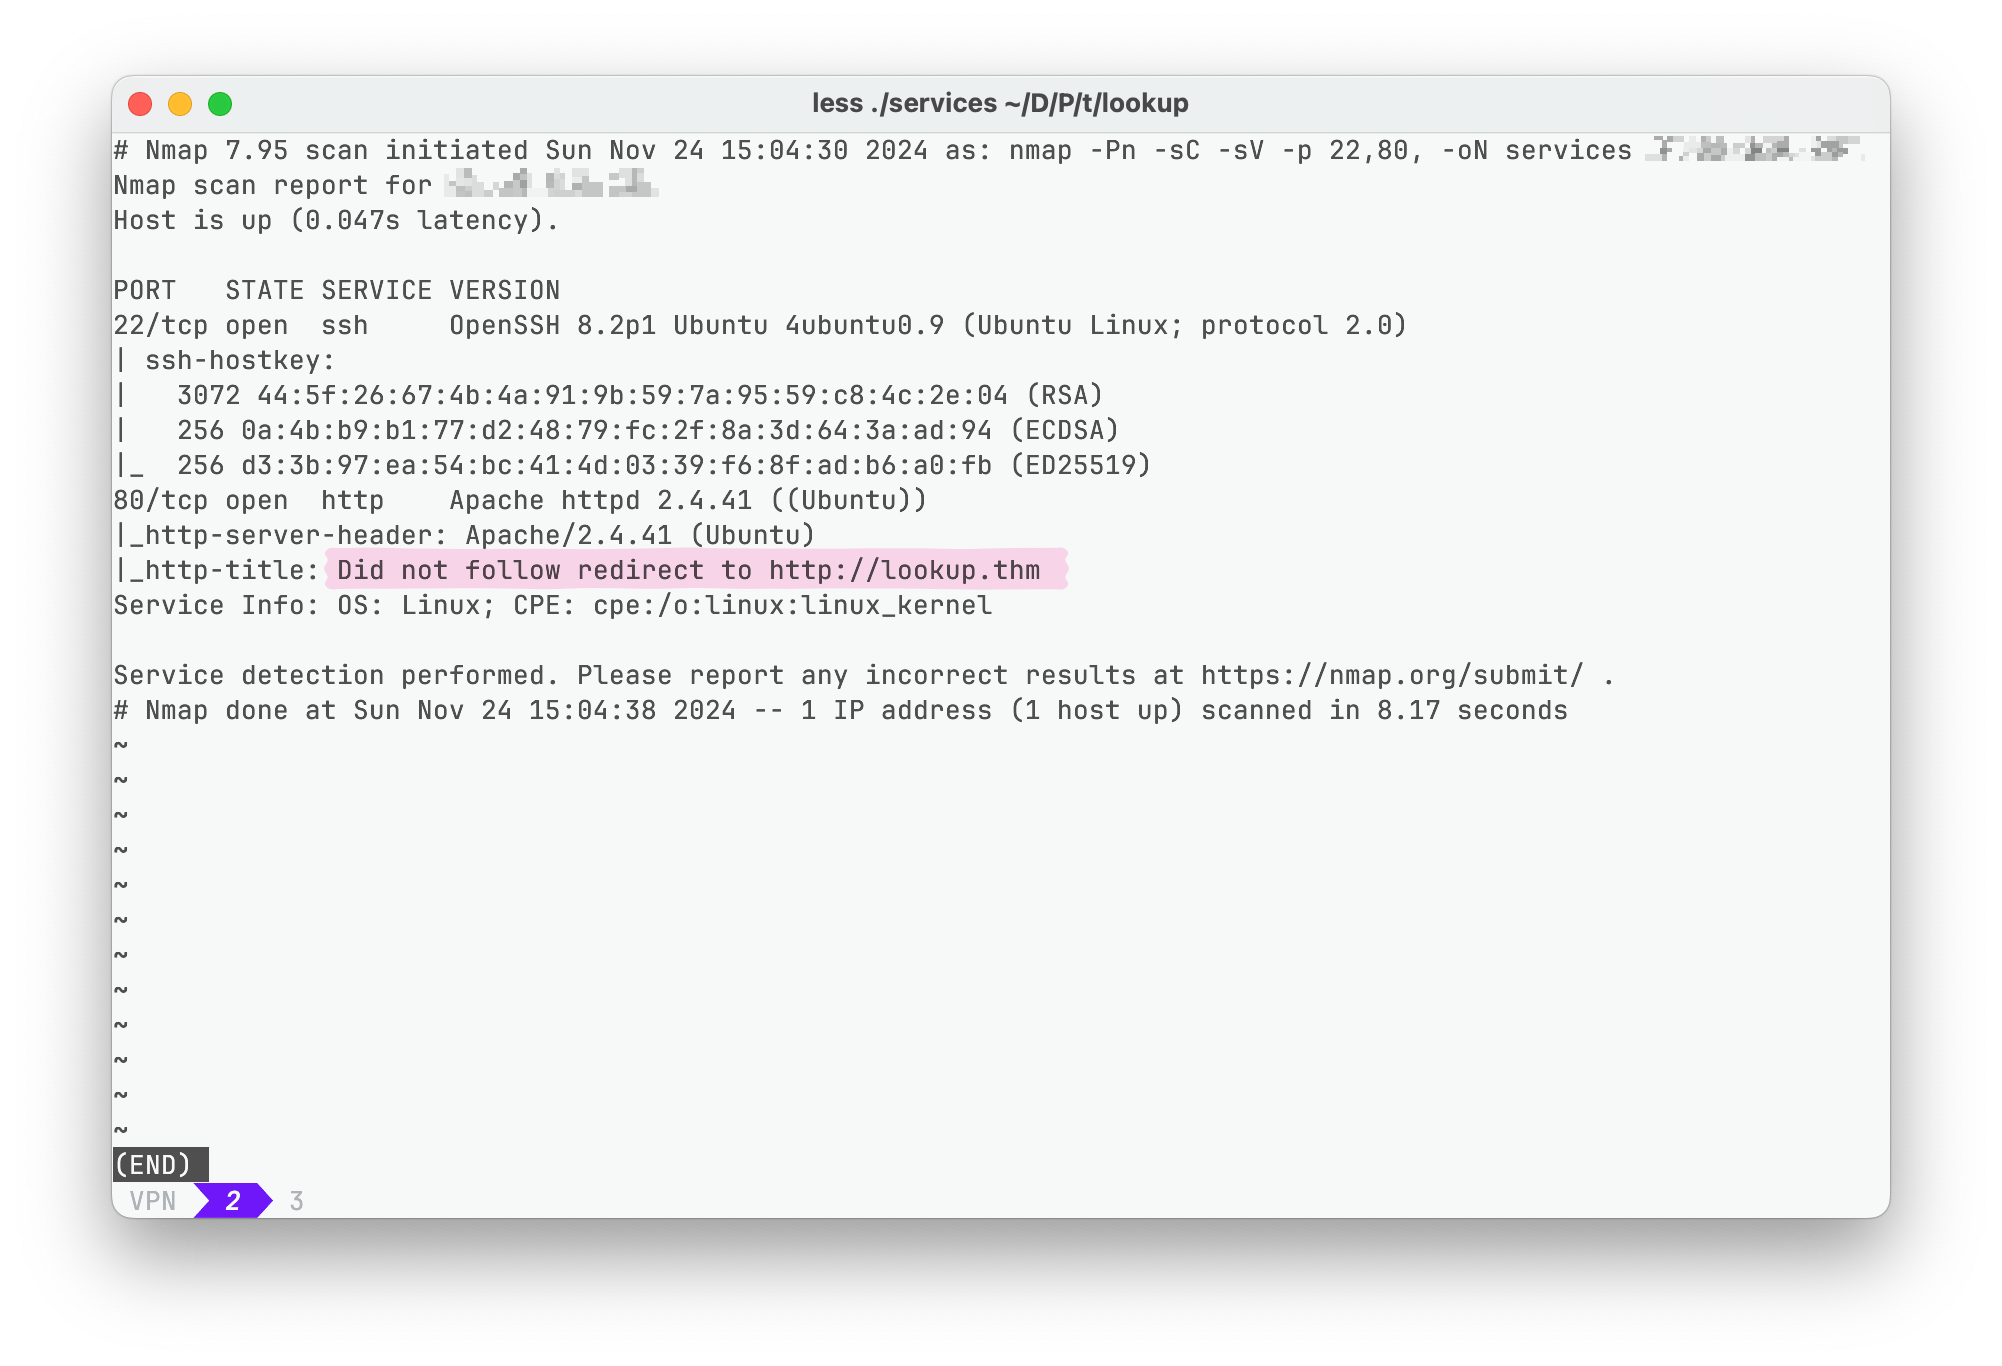 less ./services ~/D/P/t/lookup
# Nmap 7.95 scan initiated Sun Nov 24 15:04:30 2024 as: nmap -Pn -sC -sV -p 22,80, -oN services
Nmap scan report for
Host is up (0.047s latency).
PORT   STATE SERVICE VERSION
22/tcp open  ssh     OpenSSH 8.2p1 Ubuntu 4ubuntu0.9 (Ubuntu Linux; protocol 2.0)
| ssh-hostkey:
|   3072 44:5f:26:67:4b:4a:91:9b:59:7a:95:59:c8:4c:2e:04 (RSA)
|   256 0a:4b:b9:b1:77:d2:48:79:fc:2f:8a:3d:64:3a:ad:94 (ECDSA)
|_  256 d3:3b:97:ea:54:bc:41:4d:03:39:f6:8f:ad:b6:a0:fb (ED25519)
80/tcp open  http    Apache httpd 2.4.41 ((Ubuntu))
|_http-server-header: Apache/2.4.41 (Ubuntu)
|_http-title: Did not follow redirect to http://lookup.thm
Service Info: OS: Linux; CPE: cpe:/o:linux:linux_kernel
Service detection performed. Please report any incorrect results at https://nmap.org/submit/ .
# Nmap done at Sun Nov 24 15:04:38 2024 -- 1 IP address (1 host up) scanned in 8.17 seconds
~
~
~
~
~
~
~
~
~
~
~
~
(END)
VPN 2 3